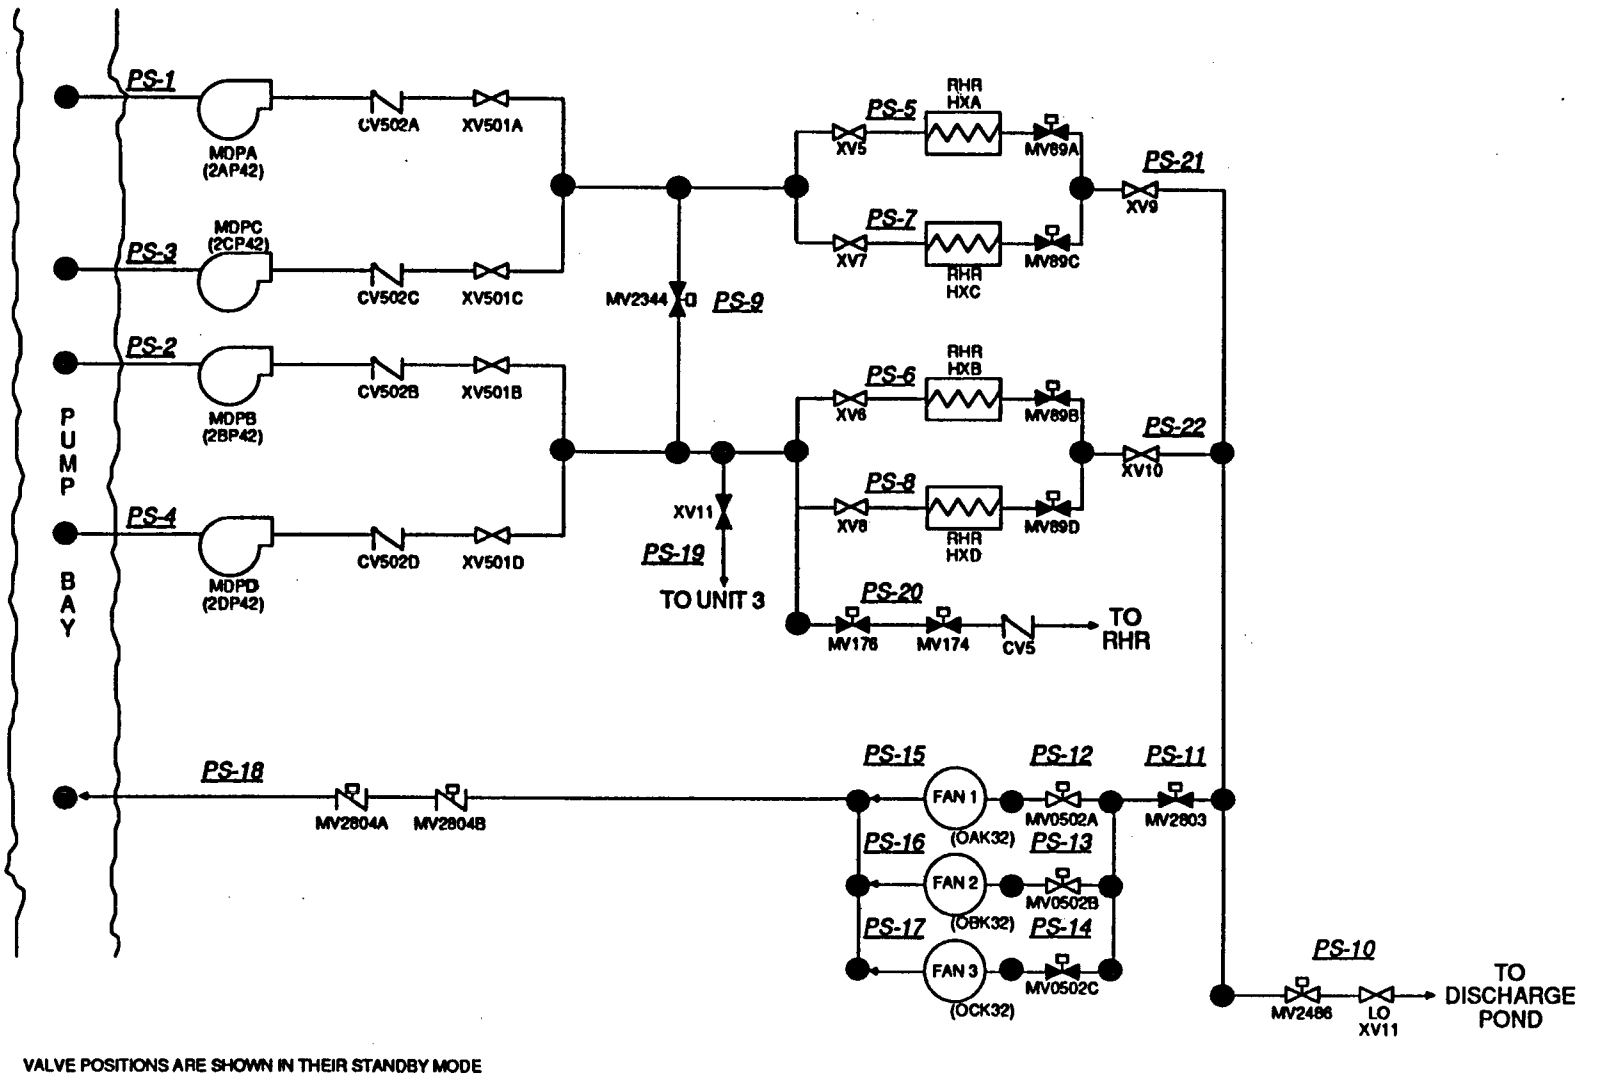 PS-1
MDPA
(2AP42)
CV502A
XV501A
PS-3
MDPC
(2CP42)
CV502C
XV501C
PS-2
MDPB
(2BP42)
CV502B
XV501B
PS-4
MDPD
(2DP42)
CV502D
XV501D
PUMP
BAY
MV2344
PS-9
PS-5
RHR
HXA
XV5
MV89A
PS-7
RHR
HXC
XV7
MV89C
PS-21
XV9
PS-6
RHR
HXB
XV6
MV89B
PS-22
XV10
PS-8
RHR
HXD
XV8
MV89D
XV11
PS-19
TO UNIT 3
PS-20
MV176
MV174
CV5
TO
RHR
PS-18
MV2804A
MV2804B
PS-15
FAN 1
(OAK32)
PS-12
MV0502A
PS-11
MV2803
PS-16
FAN 2
(OBK32)
PS-13
MV0502B
PS-17
FAN 3
(OCK32)
PS-14
MV0502C
PS-10
MV2486
LO
XV11
TO
DISCHARGE
POND
VALVE POSITIONS ARE SHOWN IN THEIR STANDBY MODE